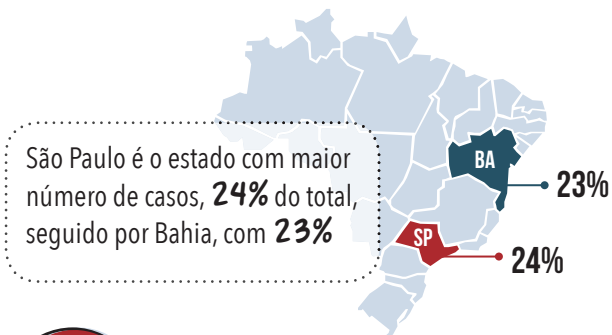 São Paulo é o estado com maior
número de casos, 24% do total,
seguido por Bahia, com 23%
BA
23%
SP
24%